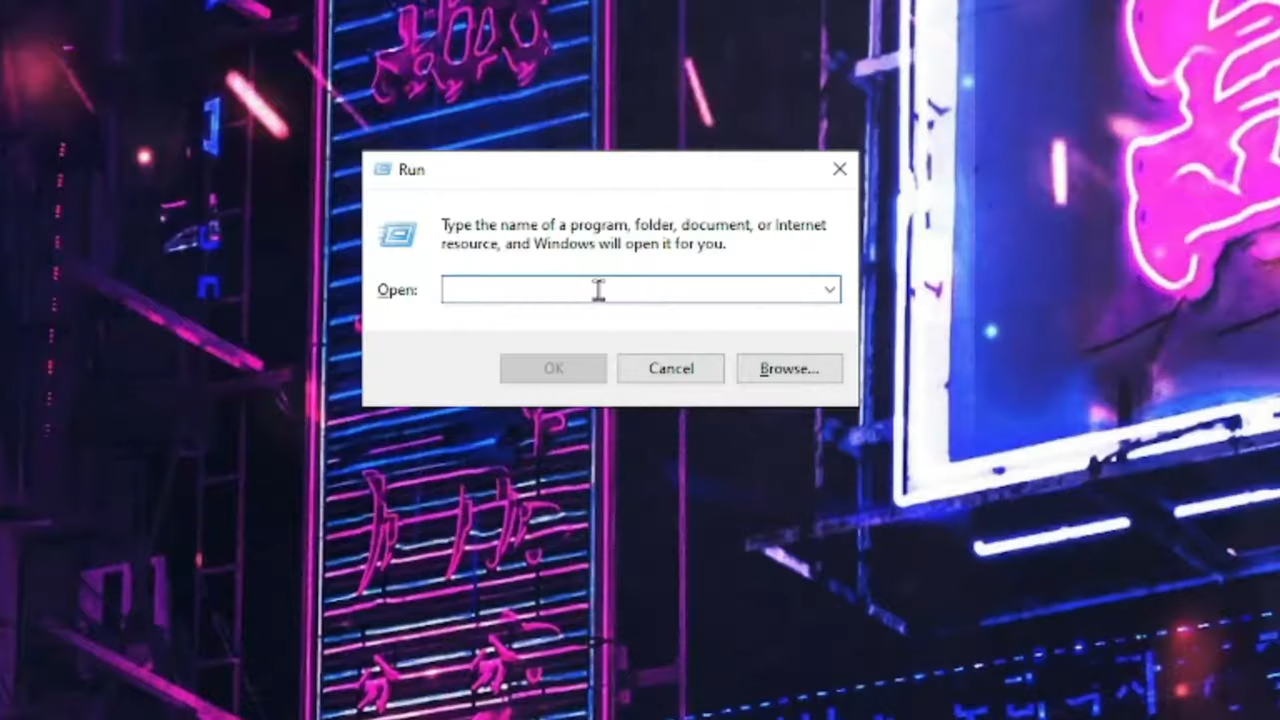 Run
Type the name of a program, folder, document, or Internet
resource, and Windows will open it for you.
Open:
OK
Cancel
Browse...